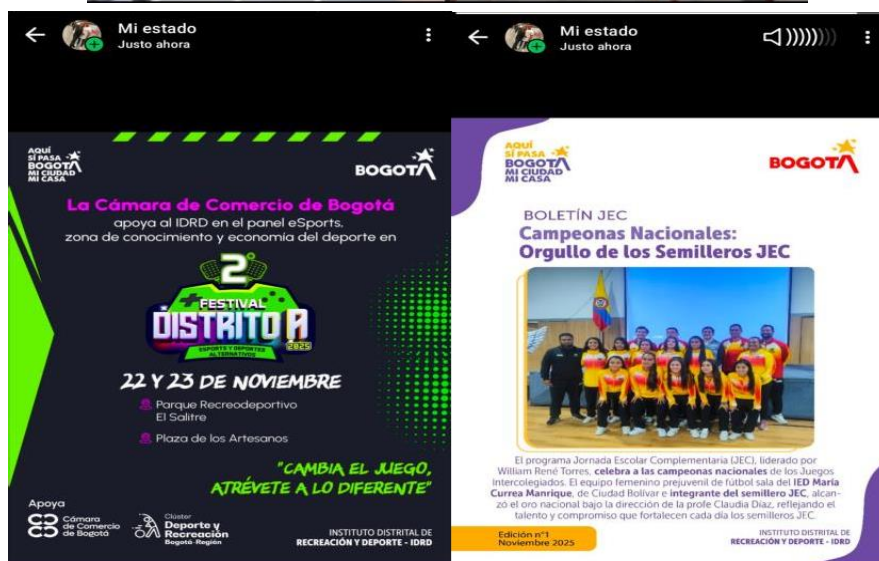 Mi estado
Justo ahora
AQUÍ
SÍ PASA
BOGOTÁ
MI CIUDAD
MI CASA
BOGOTÁ
La Cámara de Comercio de Bogotá
apoya al IDRD en el panel eSports,
zona de conocimiento y economía del deporte en
2º
FESTIVAL
DISTRITO A
2025
ESPORTS Y DEPORTES
ALTERNATIVOS
22 Y 23 DE NOVIEMBRE
Parque Recreodeportivo
El Salitre
Plaza de los Artesanos
"CAMBIA EL JUEGO,
ATRÉVETE A LO DIFERENTE"
Apoya
Cámara
de Comercio
de Bogotá
Clúster
Deporte y
Recreación
Bogotá-Región
INSTITUTO DISTRITAL DE
RECREACIÓN Y DEPORTE - IDRD
Mi estado
Justo ahora
AQUÍ
SÍ PASA
BOGOTÁ
MI CIUDAD
MI CASA
BOGOTÁ
BOLETÍN JEC
Campeonas Nacionales:
Orgullo de los Semilleros JEC
El programa Jornada Escolar Complementaria (JEC), liderado por
William René Torres, celebra a las campeonas nacionales de los Juegos
Intercolegiados. El equipo femenino prejuvenil de fútbol sala del IED María
Currea Manrique, de Ciudad Bolívar e integrante del semillero JEC, alcan-
zó el oro nacional bajo la dirección de la profe Claudia Díaz, reflejando el
talento y compromiso que fortalecen cada día los semilleros JEC.
Edición n°1
Noviembre 2025
INSTITUTO DISTRITAL DE
RECREACIÓN Y DEPORTE - IDRD